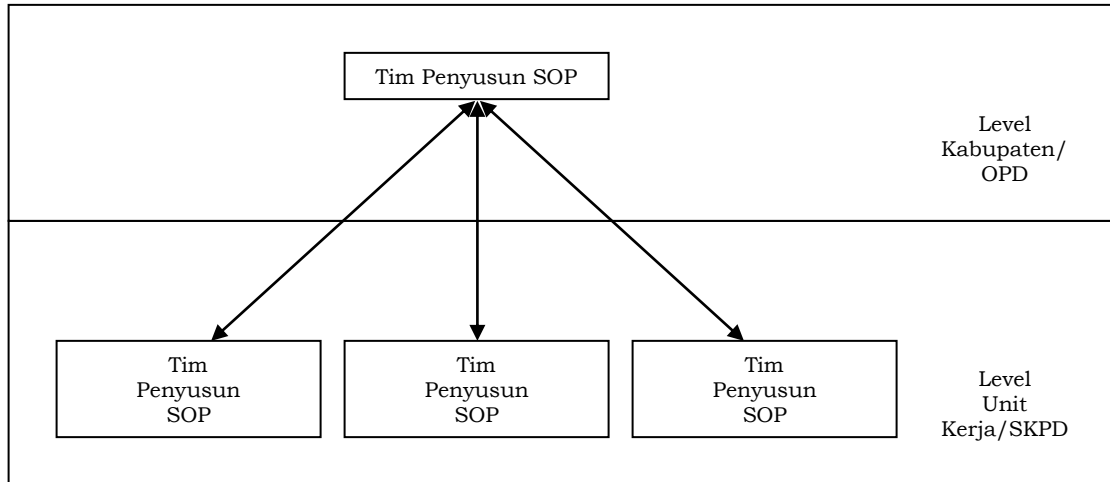 Tim Penyusun SOP
Level
Kabupaten/
OPD
Tim
Penyusun
SOP
Tim
Penyusun
SOP
Tim
Penyusun
SOP
Level
Unit
Kerja/SKPD